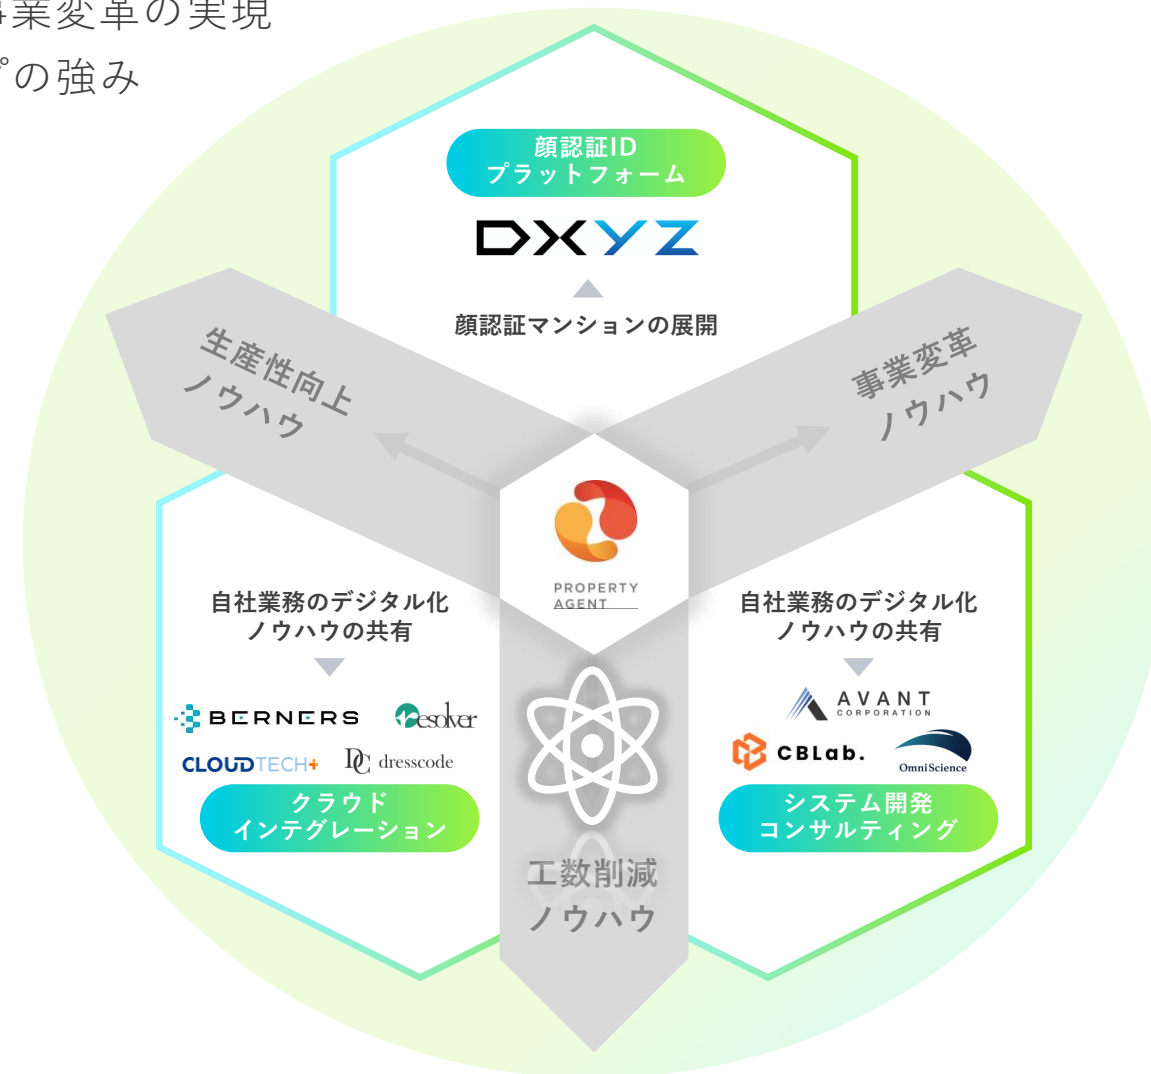 事業変革の実現
プの強み
顔認証ID
プラットフォーム
DXYZ
顔認証マンションの展開
生産性向上
ノウハウ
事業変革
ノウハウ
PROPERTY
AGENT
自社業務のデジタル化
ノウハウの共有
BERNERS
Resolver
CLOUDTECH+
DC dresscode
クラウド
インテグレーション
自社業務のデジタル化
ノウハウの共有
AVANT
CORPORATION
CBLab.
OmniScience
システム開発
コンサルティング
工数削減
ノウハウ